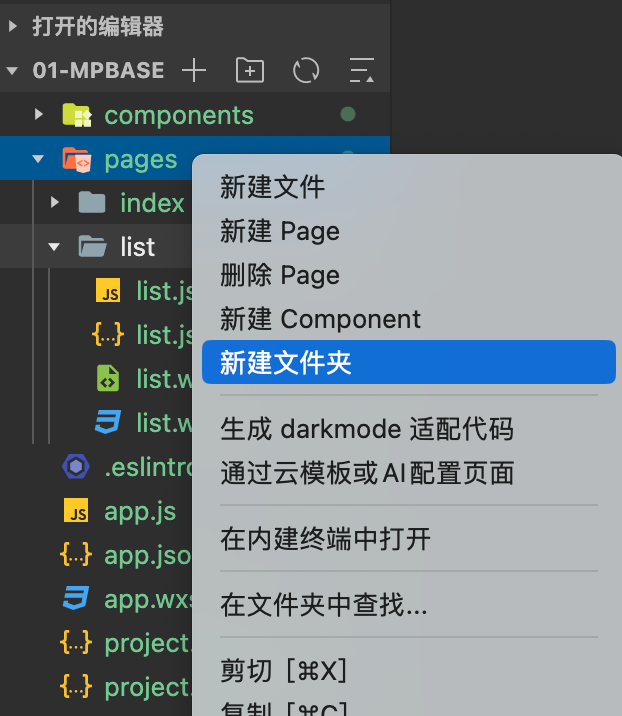 打开的编辑器
01-MPBASE
components
pages
index
list
JS list.js
{..} list.js
list.w
list.w
.eslintrc
JS app.js
{..} app.jso
app.wxs
{..} project.
{..} project.
新建文件
新建 Page
删除 Page
新建 Component
新建文件夹
生成 darkmode 适配代码
通过云模板或AI配置页面
在内建终端中打开
在文件夹中查找...
剪切 [⌘X]
复制 [⌘C]